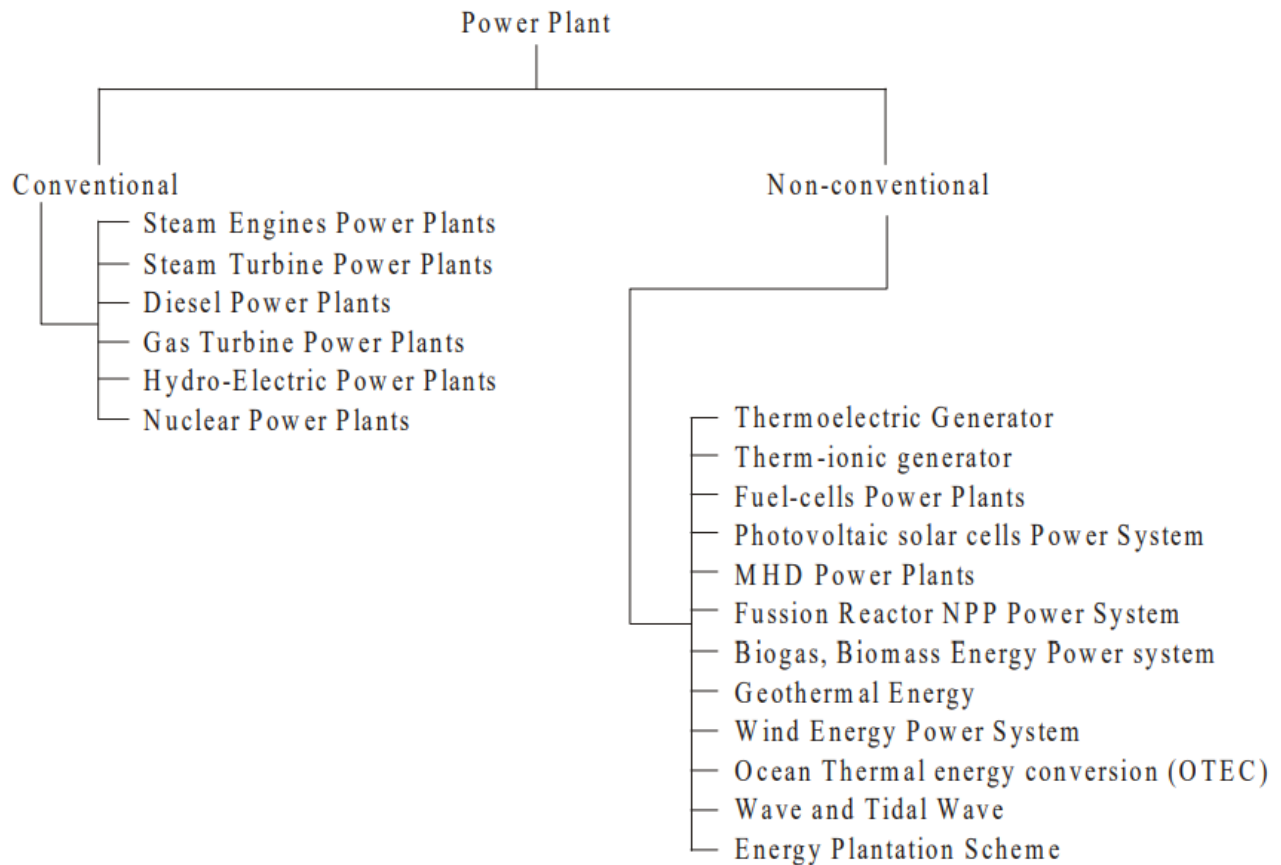 Power Plant
Conventional
Non-conventional
Steam Engines Power Plants
Steam Turbine Power Plants
Diesel Power Plants
Gas Turbine Power Plants
Hydro-Electric Power Plants
Nuclear Power Plants
Thermoelectric Generator
Therm-ionic generator
Fuel-cells Power Plants
Photovoltaic solar cells Power System
MHD Power Plants
Fussion Reactor NPP Power System
Biogas, Biomass Energy Power system
Geothermal Energy
Wind Energy Power System
Ocean Thermal energy conversion (OTEC)
Wave and Tidal Wave
Energy Plantation Scheme